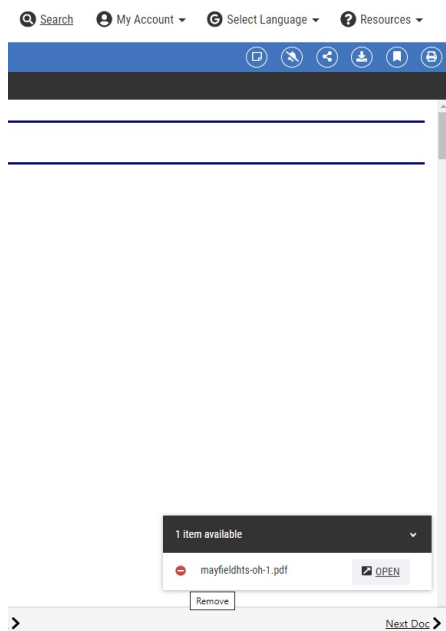 Search My Account Select Language Resources
1 item available
mayfieldhts-oh-1.pdf OPEN
Remove
Next Doc